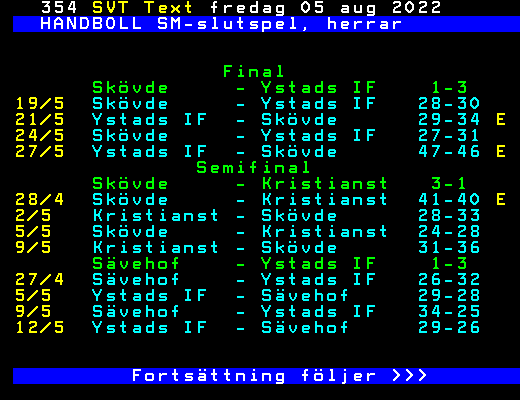 354 SVT Text fredag 05 aug 2022
HANDBOLL SM-slutspel, herrar
Final
Skövde - Ystads IF 1-3
19/5 Skövde - Ystads IF 28-30
21/5 Ystads IF - Skövde 29-34 E
24/5 Skövde - Ystads IF 27-31
27/5 Ystads IF - Skövde 47-46 E
Semifinal
Skövde - Kristianst 3-1
28/4 Skövde - Kristianst 41-40 E
2/5 Kristianst - Skövde 28-33
5/5 Skövde - Kristianst 24-28
9/5 Kristianst - Skövde 31-36
Sävehof - Ystads IF 1-3
27/4 Sävehof - Ystads IF 26-32
5/5 Ystads IF - Sävehof 29-28
9/5 Sävehof - Ystads IF 34-25
12/5 Ystads IF - Sävehof 29-26
Fortsättning följer >>>